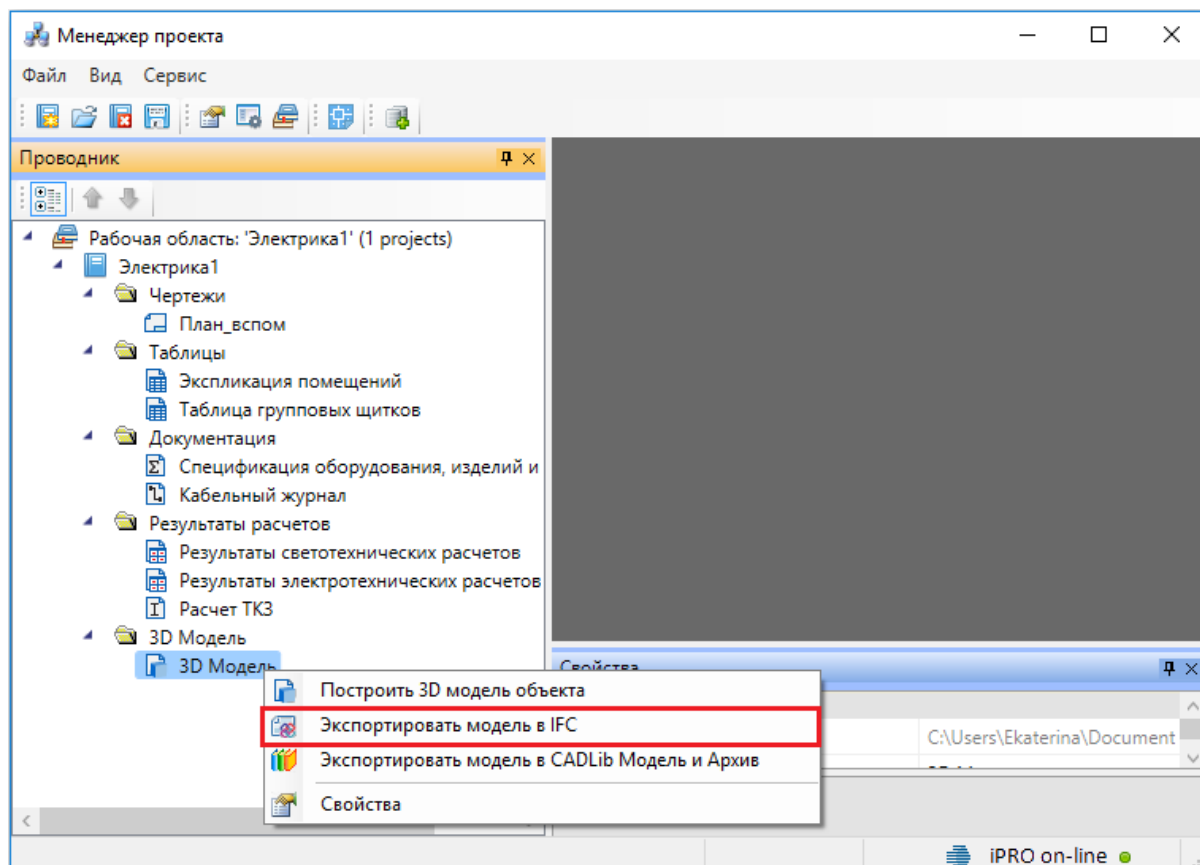 Менеджер проекта
Файл Вид Сервис
Проводник
Рабочая область: 'Электрика1' (1 projects)
Электрика1
Чертежи
План_вспом
Таблицы
Экспликация помещений
Таблица групповых щитков
Документация
Спецификация оборудования, изделий и
Кабельный журнал
Результаты расчетов
Результаты светотехнических расчетов
Результаты электротехнических расчетов
Расчет ТКЗ
3D Модель
3D Модель
Свойства
Построить 3D модель объекта
Экспортировать модель в IFC
C:\Users\Ekaterina\Document
Экспортировать модель в CADLib Модель и Архив
Свойства
iPRO on-line